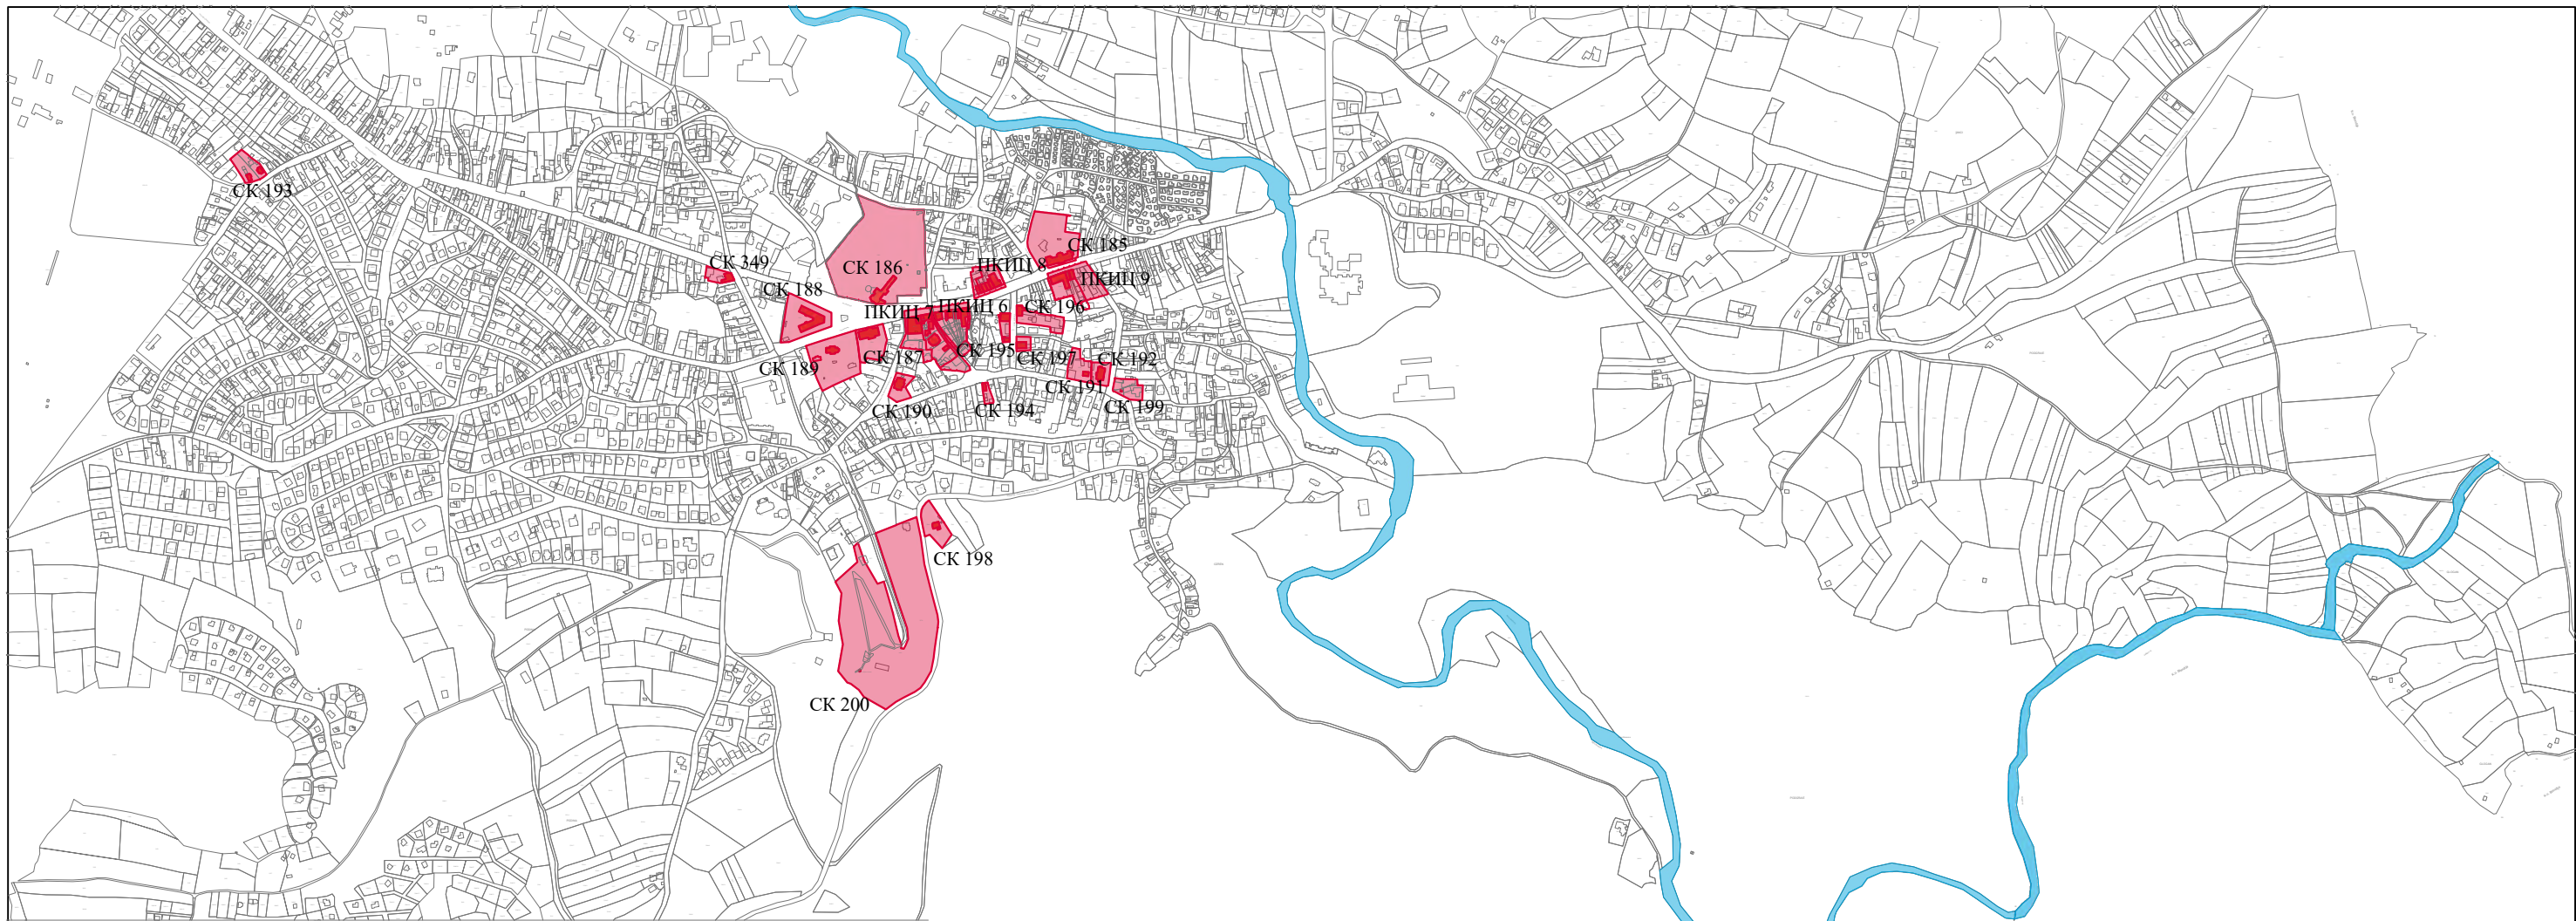 СК 193
СК 185
СК 349
СК 186
ПКИЦ 8
ПКИЦ 9
СК 188
ПКИЦ 7
ПКИЦ 6
СК 196
СК 189
СК 187
СК 195
СК 197
СК 192
СК 191
СК 190
СК 194
СК 199
СК 198
СК 200